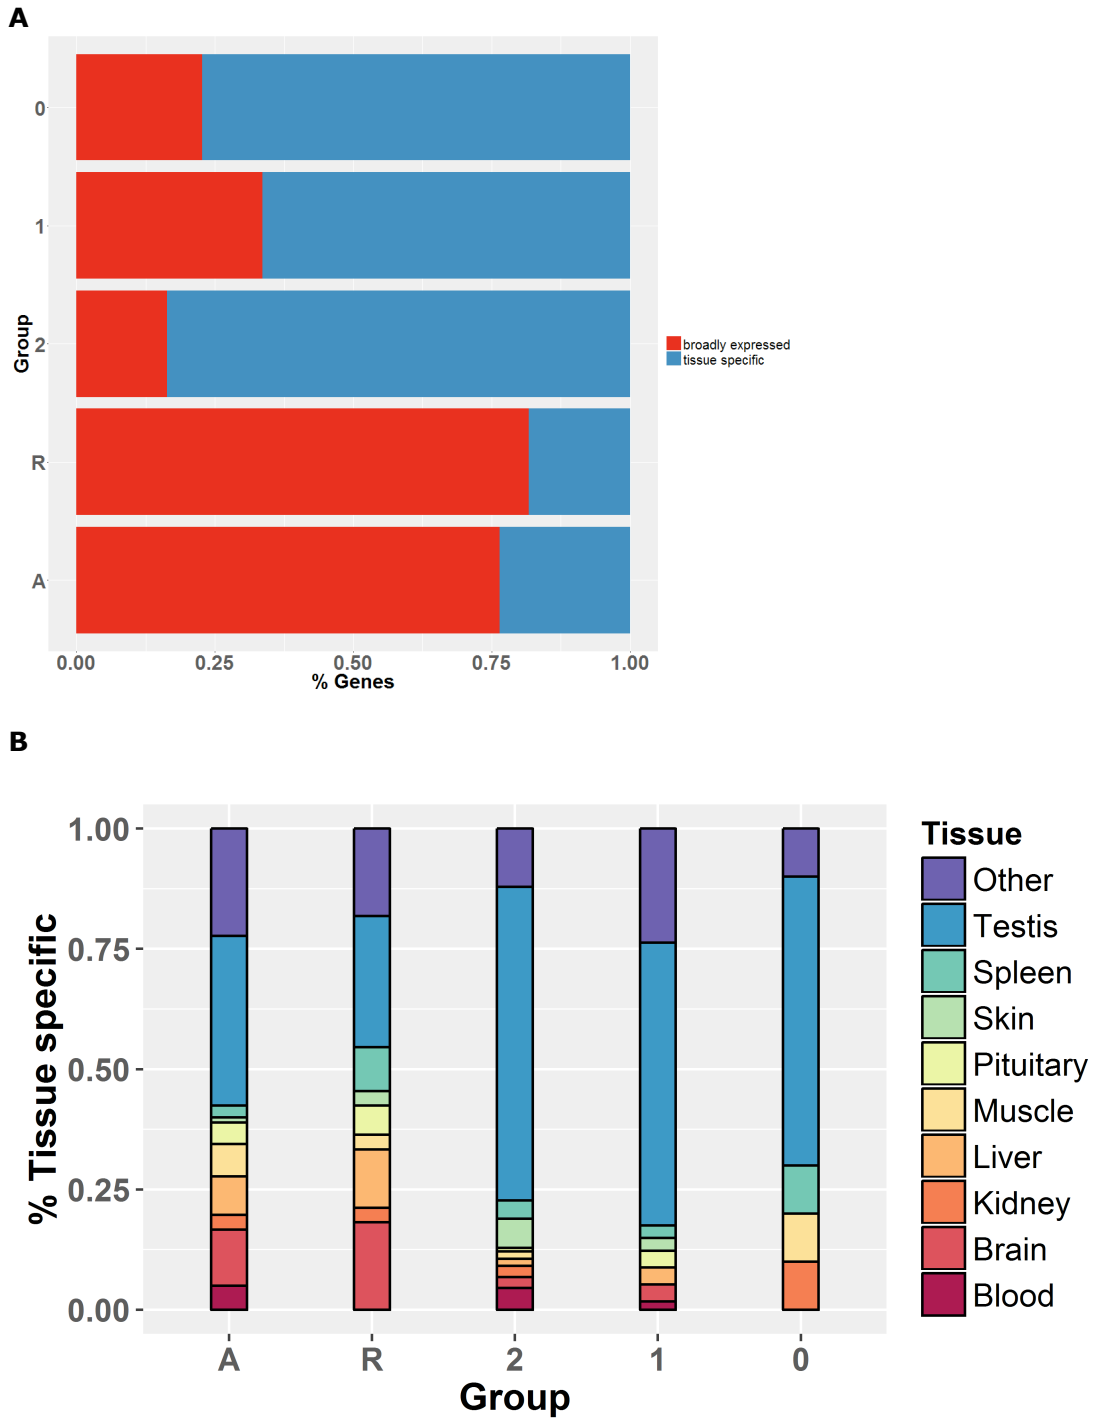 A
0
1
2
R
A
Group
0.00 0.25 0.50 0.75 1.00
% Genes
broadly expressed
tissue specific
B
1.00
0.75
0.50
0.25
0.00
% Tissue specific
A R 2 1 0
Group
Tissue
Other
Testis
Spleen
Skin
Pituitary
Muscle
Liver
Kidney
Brain
Blood